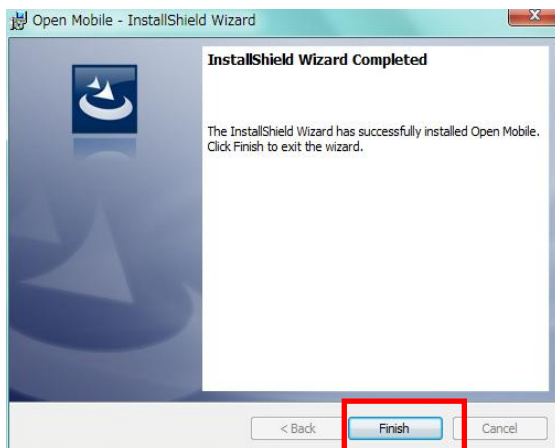 Open Mobile - InstallShield Wizard
InstallShield Wizard Completed
The InstallShield Wizard has successfully installed Open Mobile.
Click Finish to exit the wizard.
< Back
Finish
Cancel